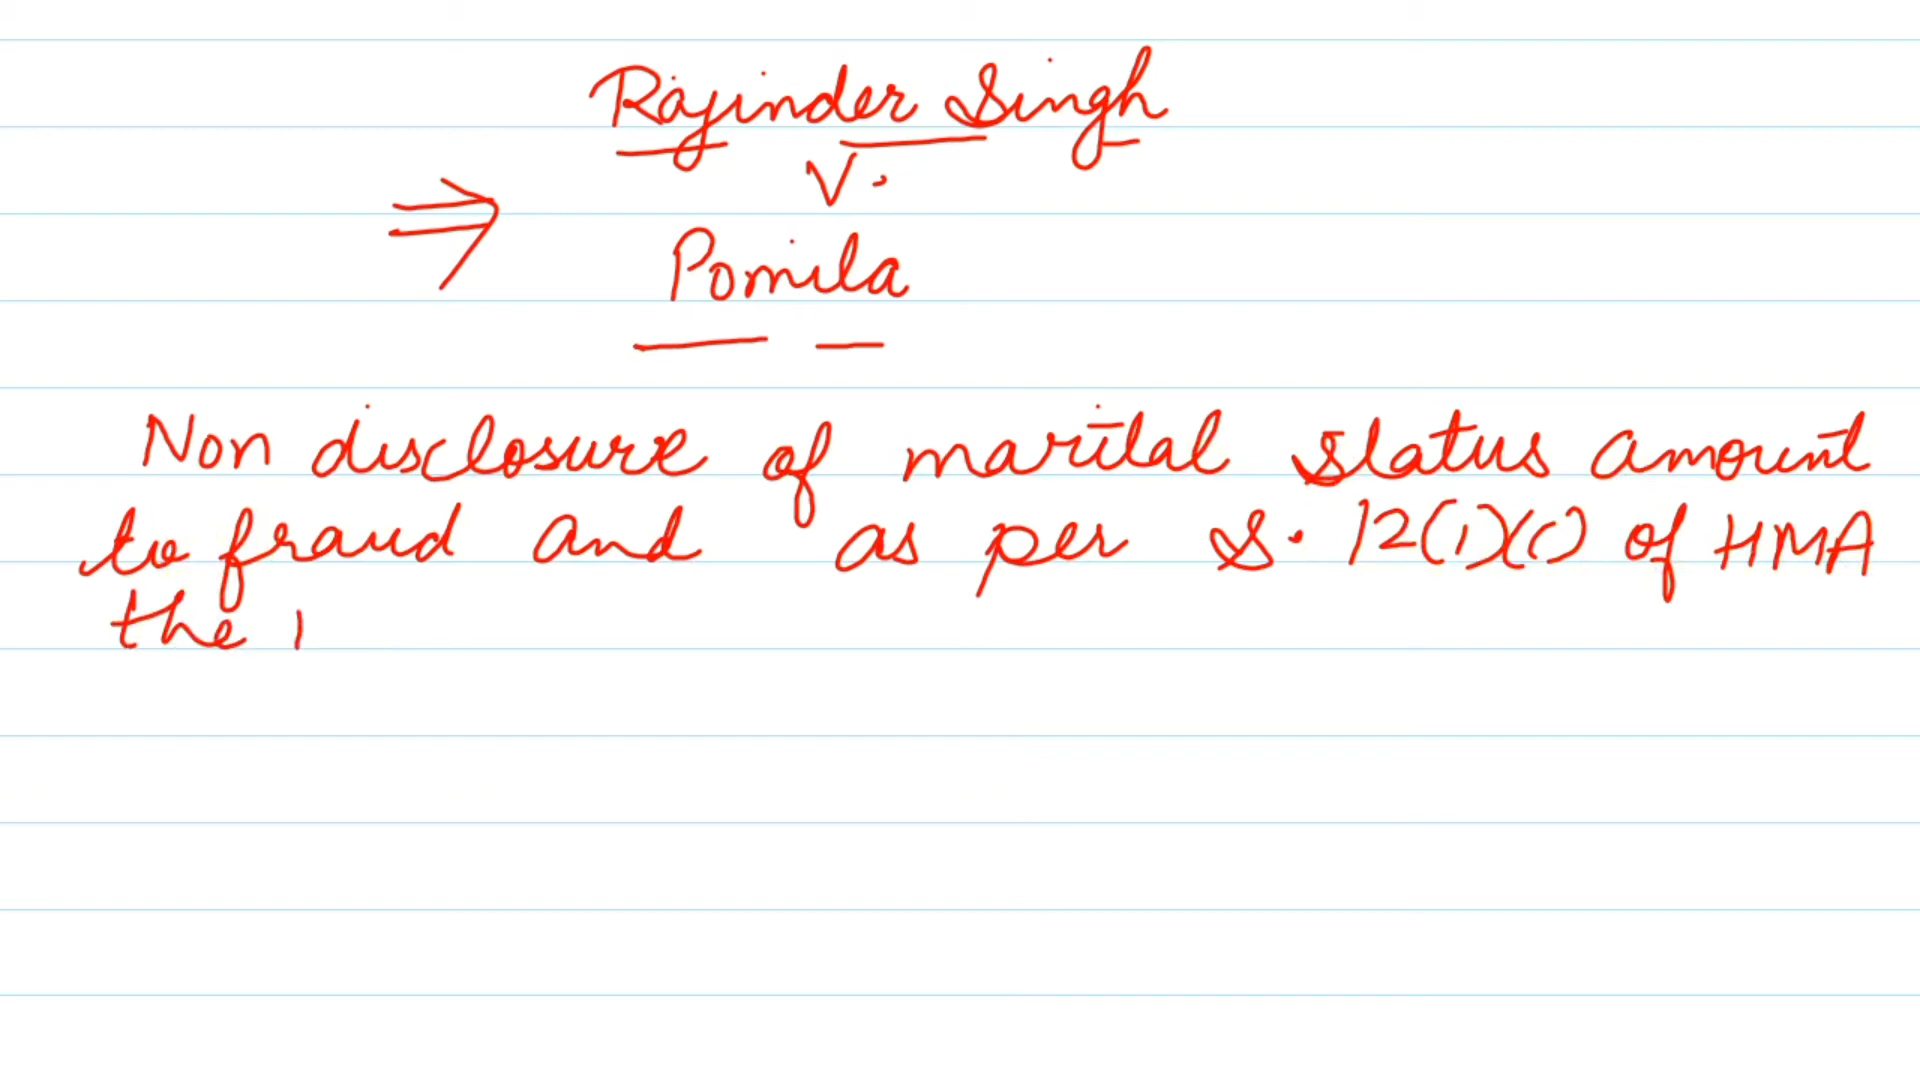 Rajinder Singh
V.
⇒
Pomila
Non disclosure of marital status amount
to fraud and as per S. 12(1)(c) of HMA
the